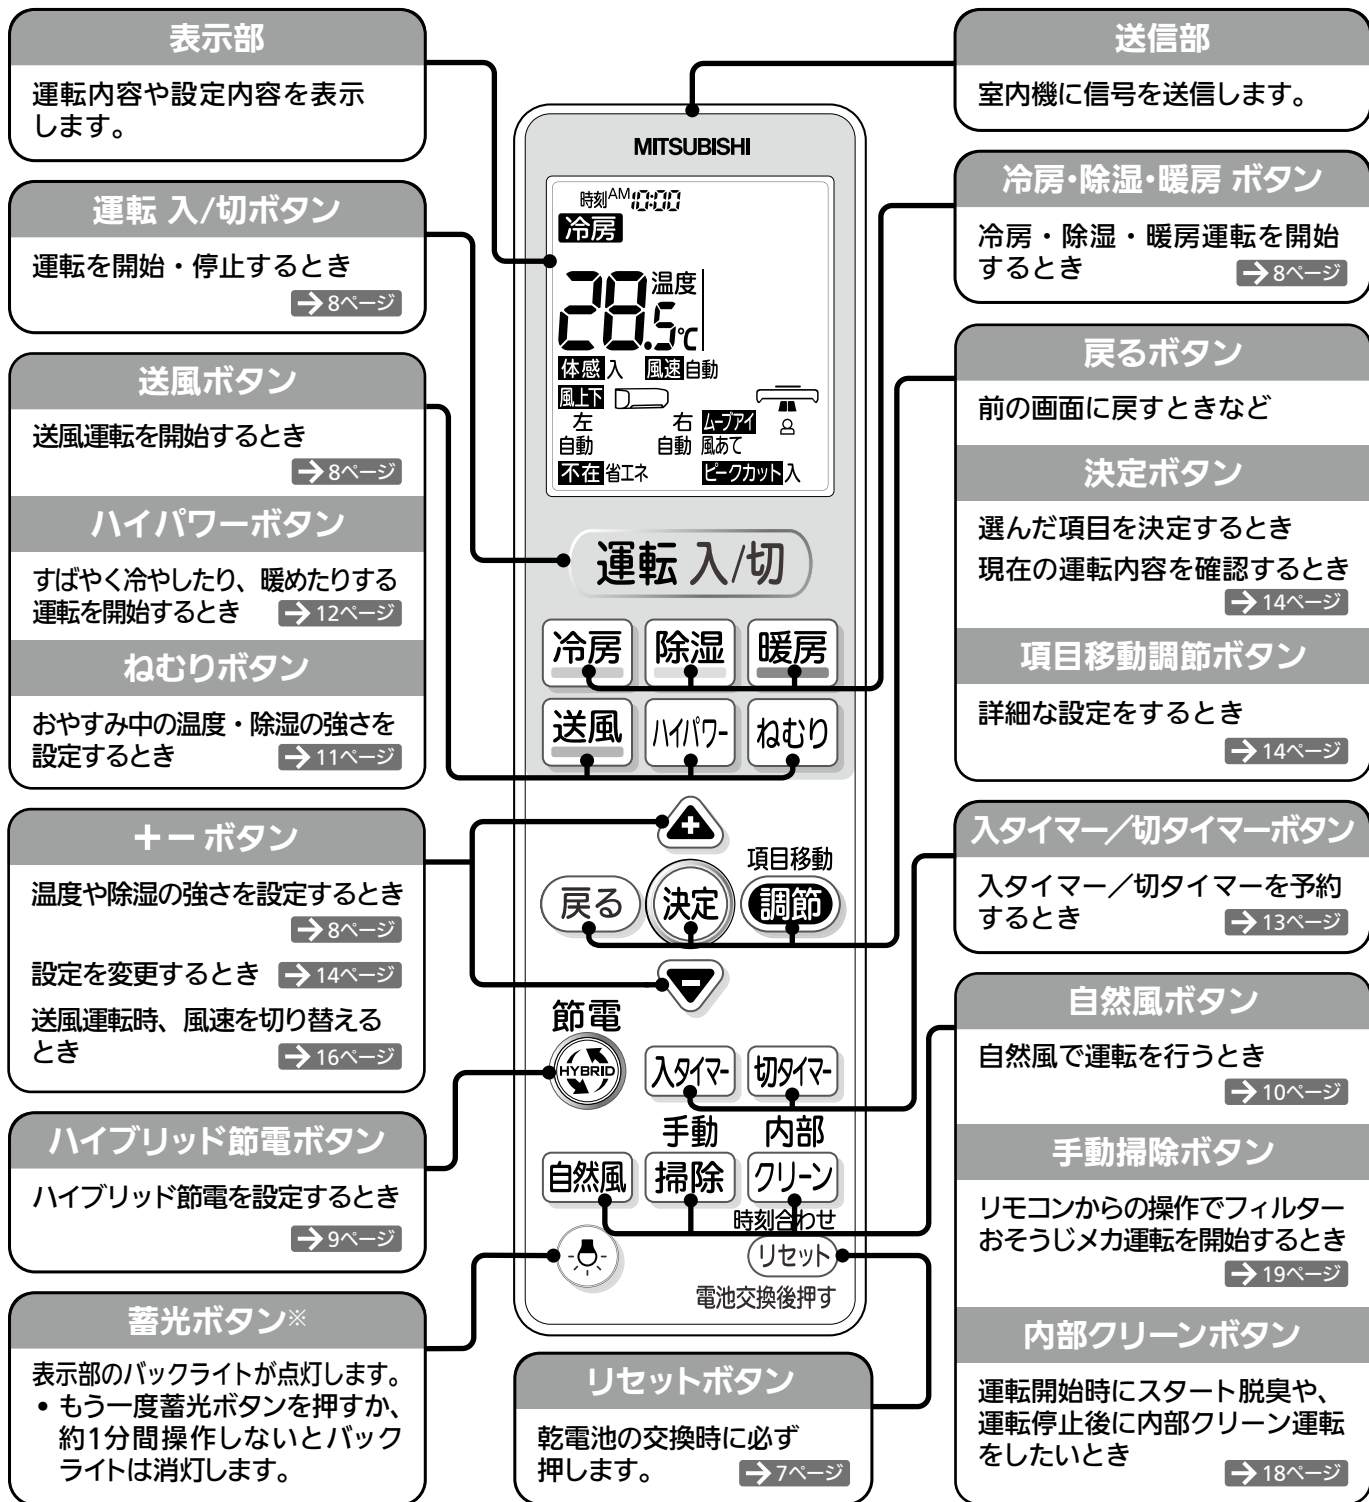 表示部
運転内容や設定内容を表示
します。
運転 入/切ボタン
運転を開始・停止するとき
→8ページ
送風ボタン
送風運転を開始するとき
→8ページ
ハイパワーボタン
すばやく冷やしたり、暖めたりする
運転を開始するとき →12ページ
ねむりボタン
おやすみ中の温度・除湿の強さを
設定するとき →11ページ
＋－ ボタン
温度や除湿の強さを設定するとき
→8ページ
設定を変更するとき →14ページ
送風運転時、風速を切り替える
とき →16ページ
ハイブリッド節電ボタン
ハイブリッド節電を設定するとき
→9ページ
蓄光ボタン※
表示部のバックライトが点灯します。
• もう一度蓄光ボタンを押すか、
約1分間操作しないとバック
ライトは消灯します。
MITSUBISHI
時刻AM10:00
冷房
28.5℃ 温度
体感入 風速自動
風上下
左 右 ムーブアイ
自動 自動 風あて
不在省エネ ピークカット入
運転 入/切
冷房 除湿 暖房
送風 ハイパワー ねむり
+
項目移動
戻る 決定 調節
-
節電
HYBRID 入タイマー 切タイマー
手動 内部
自然風 掃除 クリーン
時刻合わせ
リセット
電池交換後押す
リセットボタン
乾電池の交換時に必ず
押します。 →7ページ
送信部
室内機に信号を送信します。
冷房・除湿・暖房 ボタン
冷房・除湿・暖房運転を開始
するとき →8ページ
戻るボタン
前の画面に戻すときなど
決定ボタン
選んだ項目を決定するとき
現在の運転内容を確認するとき
→14ページ
項目移動調節ボタン
詳細な設定をするとき
→14ページ
入タイマー／切タイマーボタン
入タイマー／切タイマーを予約
するとき →13ページ
自然風ボタン
自然風で運転を行うとき
→10ページ
手動掃除ボタン
リモコンからの操作でフィルター
おそうじメカ運転を開始するとき
→19ページ
内部クリーンボタン
運転開始時にスタート脱臭や、
運転停止後に内部クリーン運転
をしたいとき
→18ページ